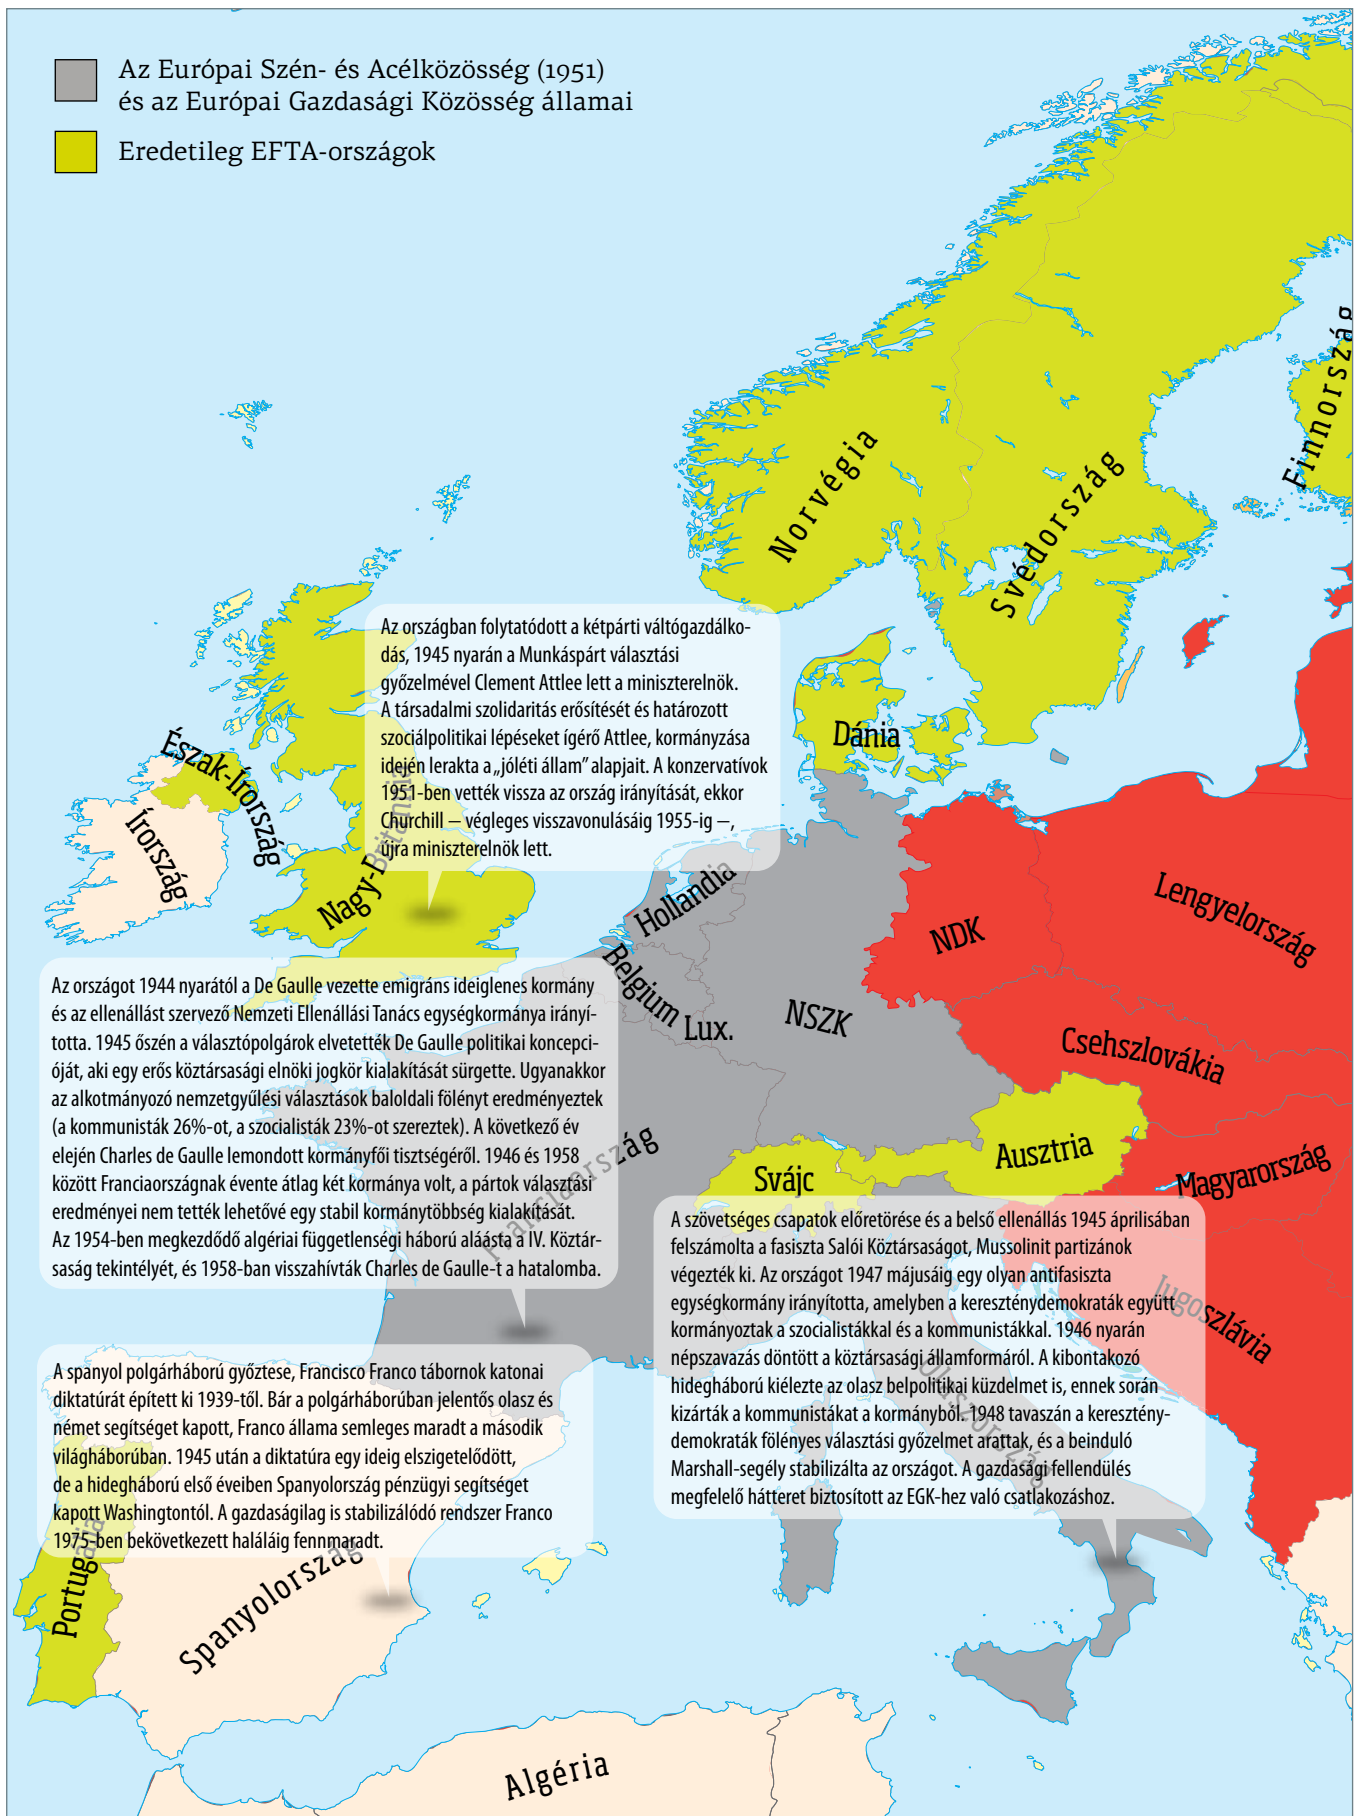 Az Európai Szén- és Acélközösség (1951)
és az Európai Gazdasági Közösség államai
Eredetileg EFTA-országok
Norvégia
Svédország
Finnország
Az országban folytatódott a kétpárti váltógazdálko-
dás, 1945 nyarán a Munkáspárt választási
győzelmével Clement Attlee lett a miniszterelnök.
A társadalmi szolidaritás erősítését és határozott
szociálpolitikai lépéseket ígérő Attlee, kormányzása
idején lerakta a „jóléti állam” alapjait. A konzervatívok
1951-ben vették vissza az ország irányítását, ekkor
Churchill – végleges visszavonulásáig 1955-ig –,
újra miniszterelnök lett.
Dánia
Észak-Írország
Írország
Nagy-Britannia
Hollandia
Belgium
Lux.
NSZK
NDK
Lengyelország
Csehszlovákia
Az országot 1944 nyarától a De Gaulle vezette emigráns ideiglenes kormány
és az ellenállást szervező Nemzeti Ellenállási Tanács egységkormánya irányí-
totta. 1945 őszén a választópolgárok elvetették De Gaulle politikai koncepci-
óját, aki egy erős köztársasági elnöki jogkör kialakítását sürgette. Ugyanakkor
az alkotmányozó nemzetgyűlési választások baloldali fölényt eredményeztek
(a kommunisták 26%-ot, a szocialisták 23%-ot szereztek). A következő év
elején Charles de Gaulle lemondott kormányfői tisztségéről. 1946 és 1958
között Franciaországnak évente átlag két kormánya volt, a pártok választási
eredményei nem tették lehetővé egy stabil kormánytöbbség kialakítását.
Az 1954-ben megkezdődő algériai függetlenségi háború aláásta a IV. Köztár-
saság tekintélyét, és 1958-ban visszahívták Charles de Gaulle-t a hatalomba.
Franciaország
Svájc
Ausztria
Magyarország
Jugoszlávia
A szövetséges csapatok előretörése és a belső ellenállás 1945 áprilisában
felszámolta a fasiszta Salói Köztársaságot, Mussolinit partizánok
végezték ki. Az országot 1947 májusáig egy olyan antifasiszta
egységkormány irányította, amelyben a kereszténydemokraták együtt
kormányoztak a szocialistákkal és a kommunistákkal. 1946 nyarán
népszavazás döntött a köztársasági államformáról. A kibontakozó
hidegháború kiélezte az olasz belpolitikai küzdelmet is, ennek során
kizárták a kommunistákat a kormányból. 1948 tavaszán a keresztény-
demokraták fölényes választási győzelmet arattak, és a beinduló
Marshall-segély stabilizálta az országot. A gazdasági fellendülés
megfelelő hátteret biztosított az EGK-hez való csatlakozáshoz.
Olaszország
A spanyol polgárháború győztese, Francisco Franco tábornok katonai
diktatúrát épített ki 1939-től. Bár a polgárháborúban jelentős olasz és
német segítséget kapott, Franco állama semleges maradt a második
világháborúban. 1945 után a diktatúra egy ideig elszigetelődött,
de a hidegháború első éveiben Spanyolország pénzügyi segítséget
kapott Washingtontól. A gazdaságilag is stabilizálódó rendszer Franco
1975-ben bekövetkezett haláláig fennmaradt.
Portugália
Spanyolország
Algéria